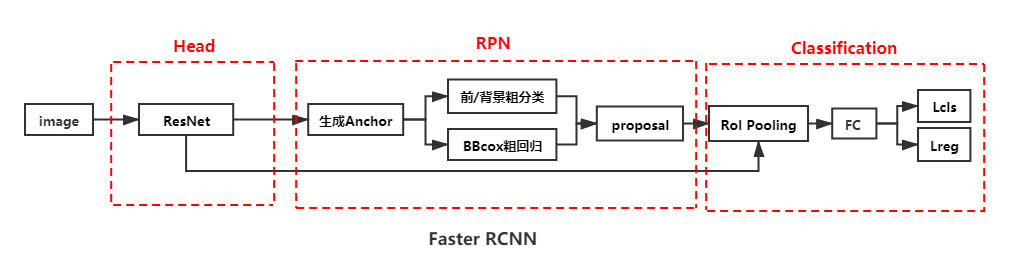 Head
RPN
Classification
image
ResNet
生成Anchor
前/背景粗分类
BBcox粗回归
proposal
RoI Pooling
FC
Lcls
Lreg
Faster RCNN